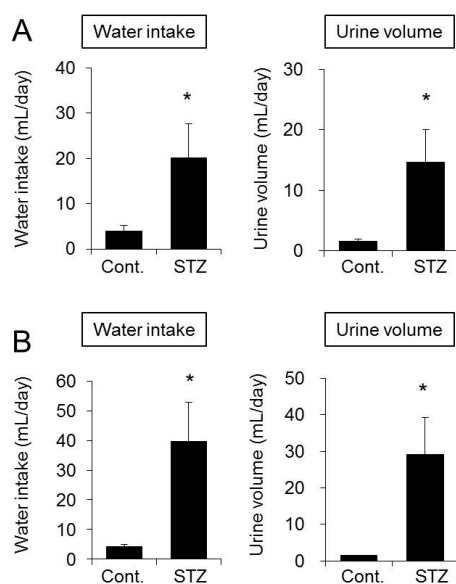 A
Water intake
Urine volume
Water intake (mL/day)
40
30
20
10
0
Cont.
STZ
*
Urine volume (mL/day)
30
20
10
0
Cont.
STZ
*
B
Water intake
Urine volume
Water intake (mL/day)
60
50
40
30
20
10
0
Cont.
STZ
*
Urine volume (mL/day)
50
40
30
20
10
0
Cont.
STZ
*